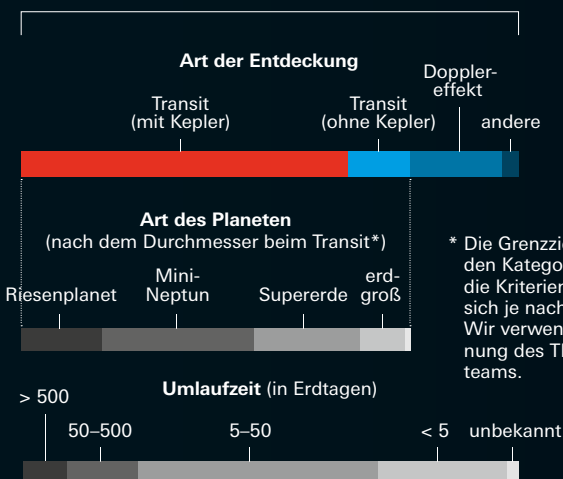 Art der Entdeckung
Doppler-
effekt
Transit
(mit Kepler)
Transit
(ohne Kepler)
andere
Art des Planeten
(nach dem Durchmesser beim Transit*)
Riesenplanet
Mini-
Neptun
Supererde
erd-
groß
* Die Grenzzie
den Katego
die Kriterien
sich je nach
Wir verwen
nung des T
teams.
Umlaufzeit (in Erdtagen)
> 500
50–500
5–50
< 5
unbekannt